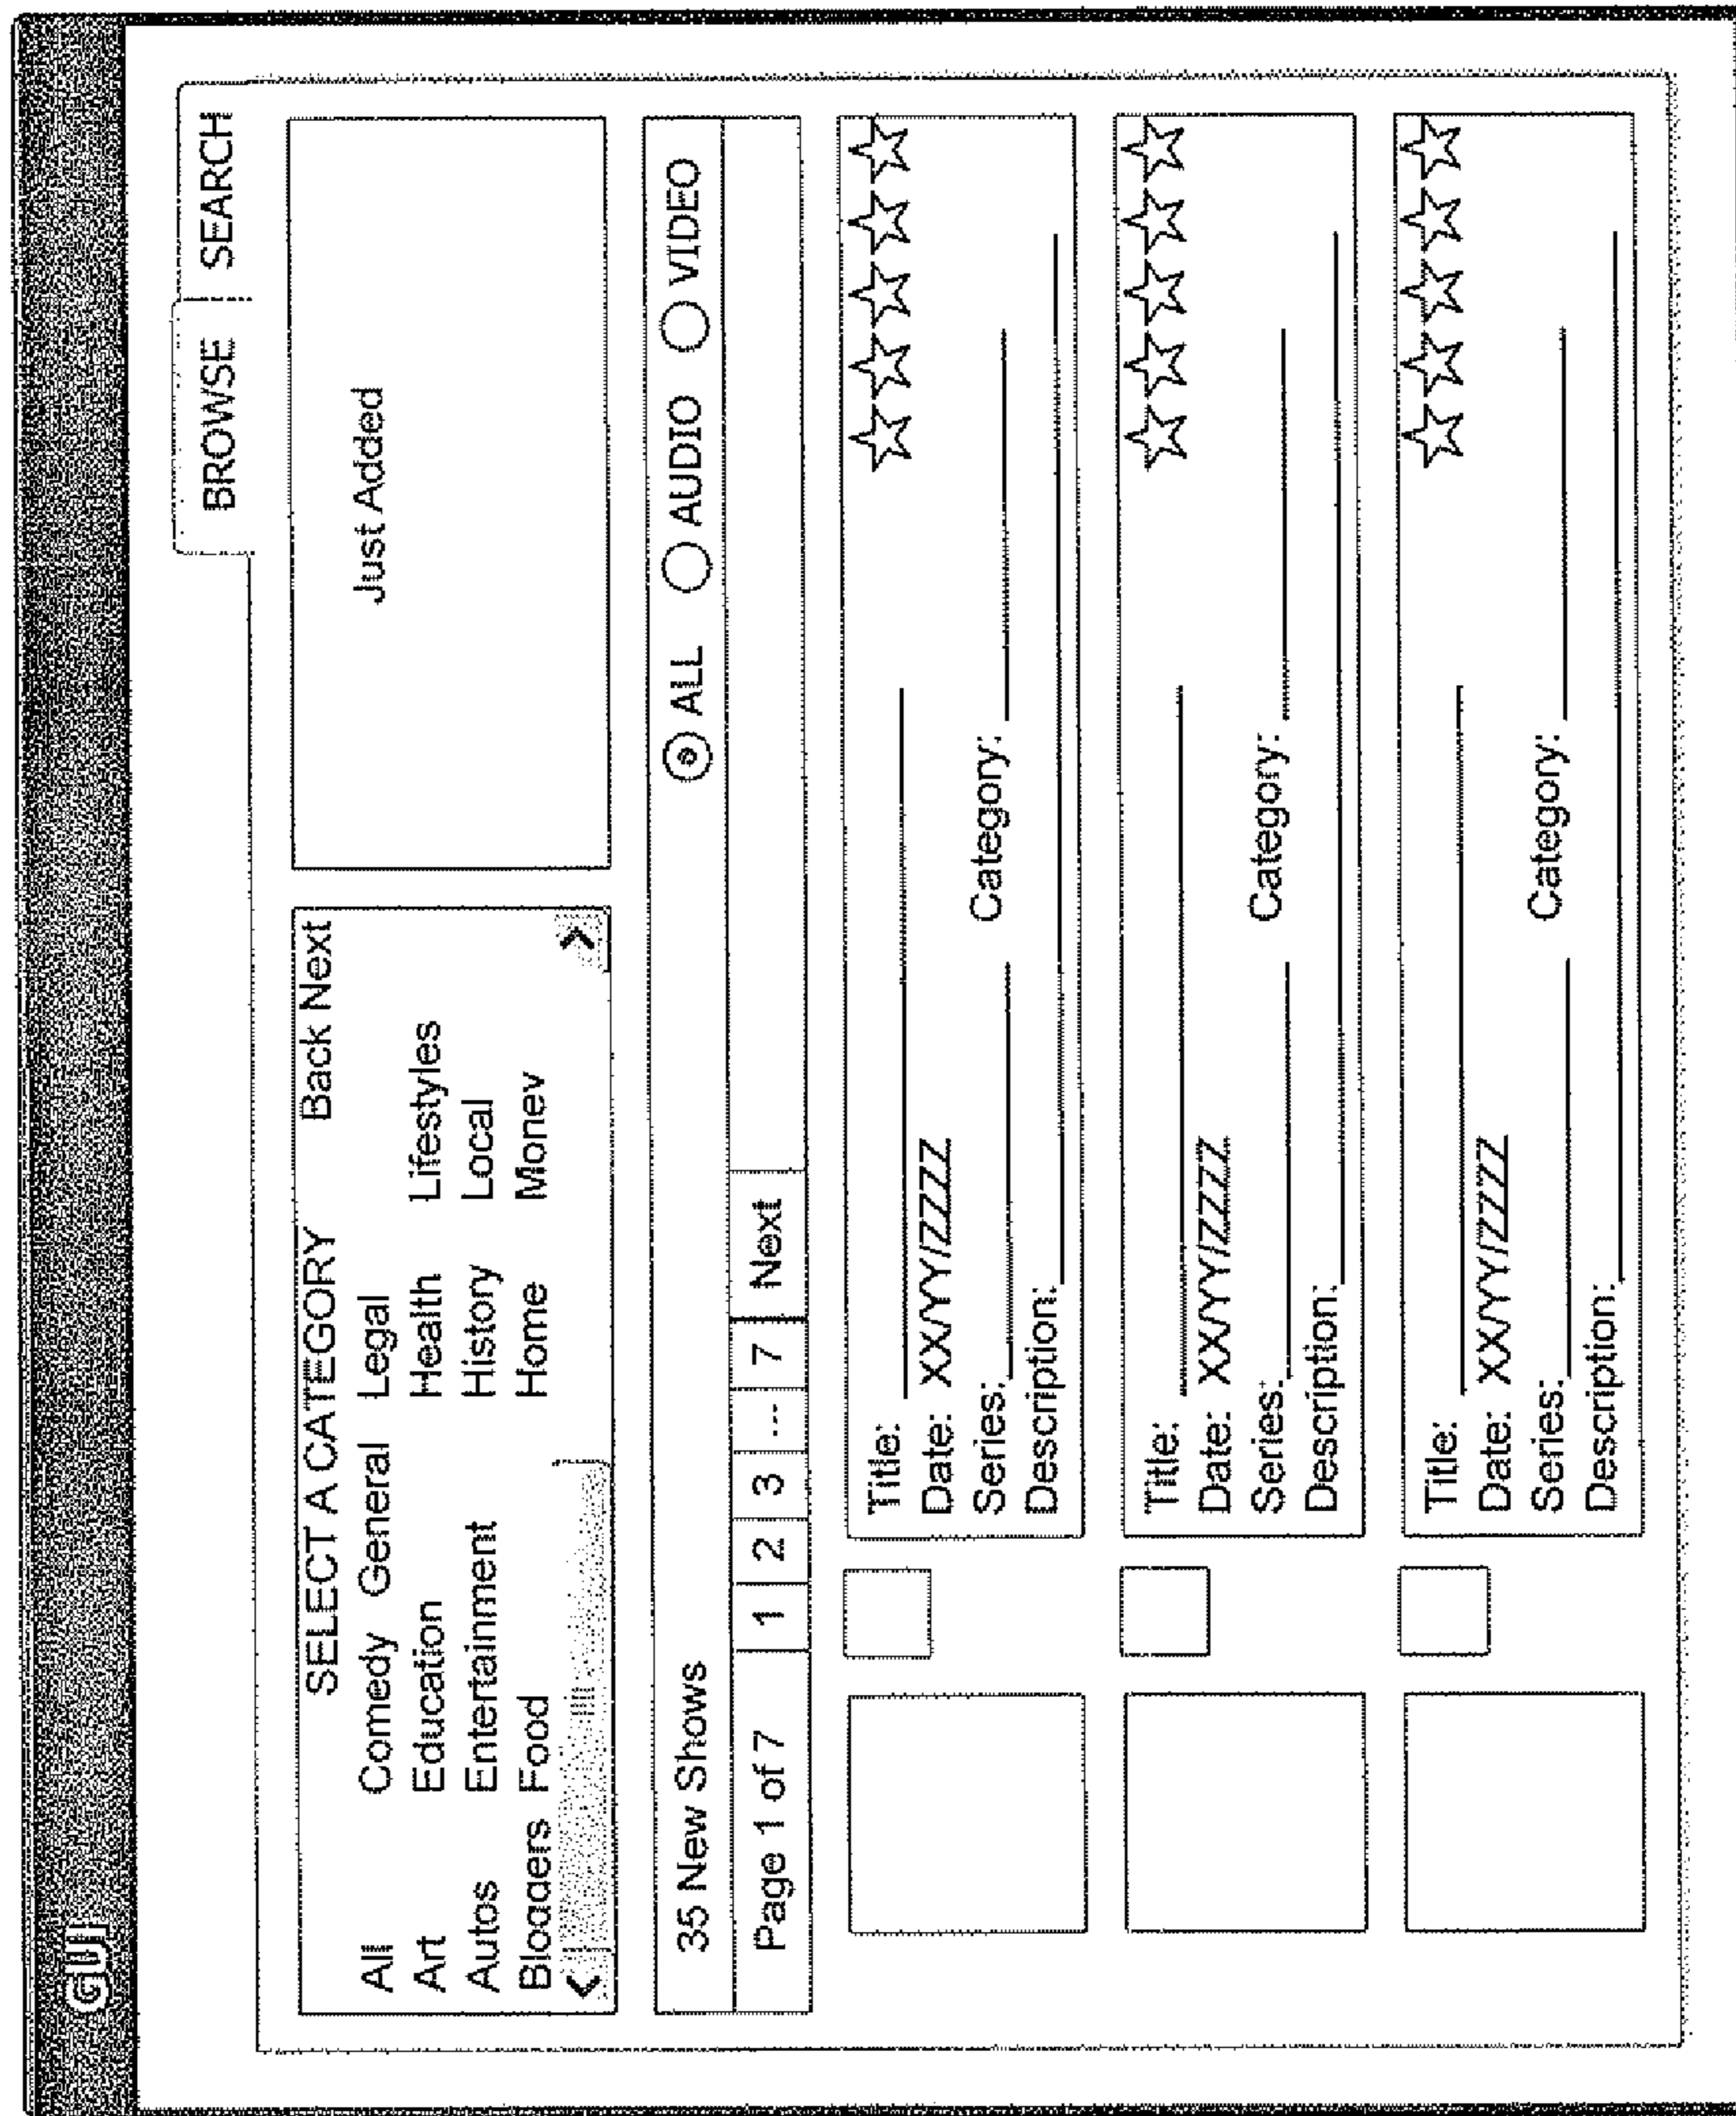 GUI
BROWSE | SEARCH
SELECT A CATEGORY Back Next
All Comedy General Legal
Art Education Health Lifestyles
Autos Entertainment History Local
Bloggers Food Home Money
Just Added
35 New Shows ALL AUDIO VIDEO
Page 1 of 7 1 2 3 ... 7 Next
Title:
Date: XX/YY/ZZZZ
Series: Category:
Description:
Title:
Date: XX/YY/ZZZZ
Series: Category:
Description:
Title:
Date: XX/YY/ZZZZ
Series: Category:
Description: